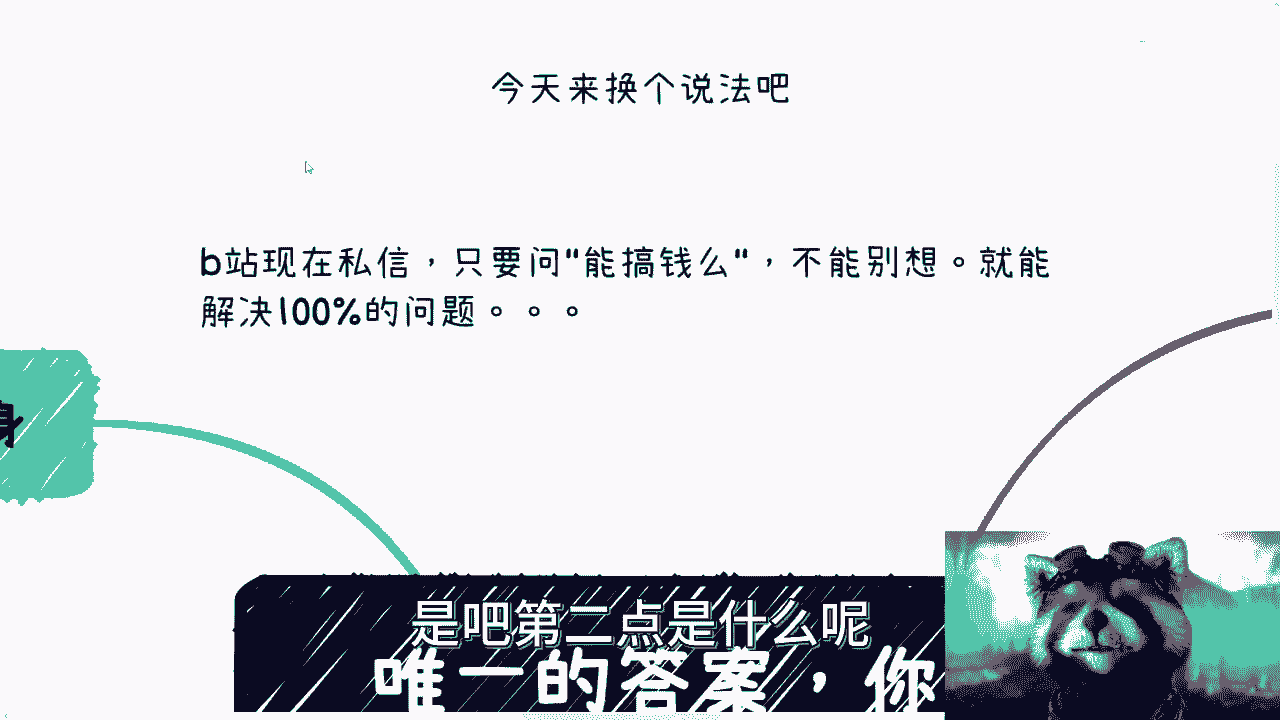 今天来换个说法吧
b站现在私信，只要问"能搞钱么"，不能别想。就能
解决100%的问题。。。
身
是吧第二点是什么呢
唯一的答案，你